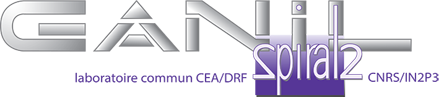 GANIL
spiral2
laboratoire commun CEA/DRF CNRS/IN2P3